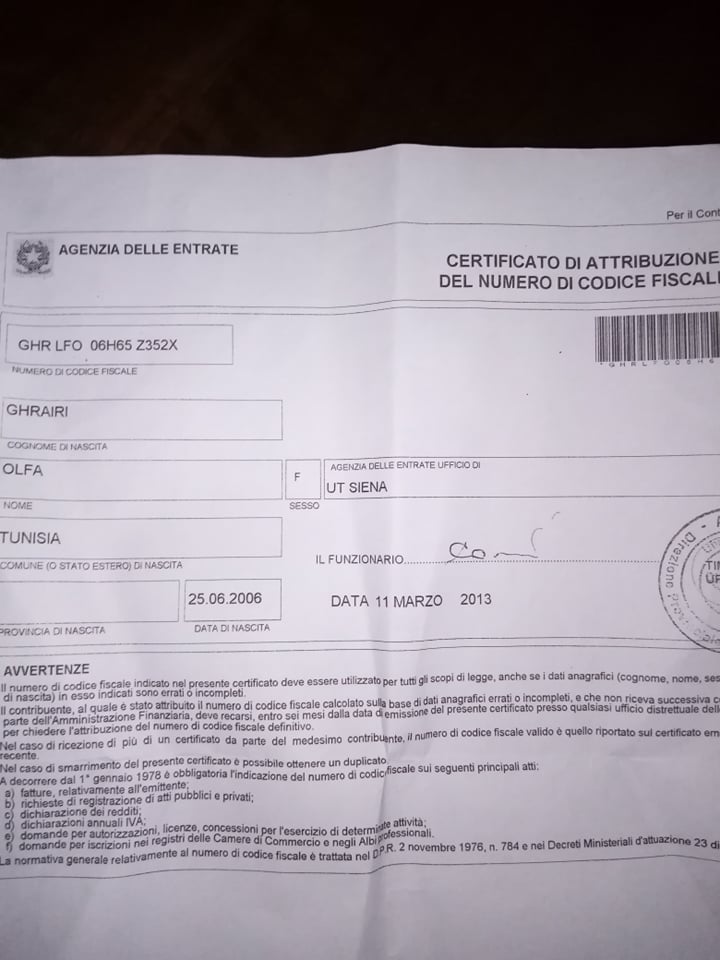 Per il Cont
AGENZIA DELLE ENTRATE
CERTIFICATO DI ATTRIBUZIONE
DEL NUMERO DI CODICE FISCAL
GHR LFO 06H65 Z352X
NUMERO DI CODICE FISCALE
GHRAIRI
COGNOME DI NASCITA
OLFA
NOME
F
SESSO
AGENZIA DELLE ENTRATE UFFICIO DI
UT SIENA
TUNISIA
COMUNE (O STATO ESTERO) DI NASCITA
IL FUNZIONARIO
PROVINCIA DI NASCITA
25.06.2006
DATA DI NASCITA
DATA 11 MARZO 2013
Direzione
AVVERTENZE
Il numero di codice fiscale indicato nel presente certificato deve essere utilizzato per tutti gli scopi di legge, anche se i dati anagrafici (cognome, nome, ses
di nascita) in esso indicati sono errati o incompleti.
Il contribuente, al quale è stato attribuito il numero di codice fiscale calcolato sulla base di dati anagrafici errati o incompleti, e che non riceva successiva c
parte dell'Amministrazione Finanziaria, deve recarsi, entro sei mesi dalla data di emissione del presente certificato presso qualsiasi ufficio distrettuale dell
per chiedere l'attribuzione del numero di codice fiscale definitivo.
Nel caso di ricezione di più di un certificato da parte del medesimo contribuente, il numero di codice fiscale valido è quello riportato sul certificato em
recente.
Nel caso di smarrimento del presente certificato è possibile ottenere un duplicato.
A decorrere dal 1° gennaio 1978 è obbligatoria l'indicazione del numero di codice fiscale sui seguenti principali atti:
a) fatture, relativamente all'emittente;
b) richieste di registrazione di atti pubblici e privati;
c) dichiarazione dei redditi;
d) dichiarazioni annuali IVA;
e) domande per autorizzazioni, licenze, concessioni per l'esercizio di determinate attività;
f) domande per iscrizioni nei registri delle Camere di Commercio e negli Albi professionali.
La normativa generale relativamente al numero di codice fiscale è trattata nel D.P.R. 2 novembre 1976, n. 784 e nei Decreti Ministeriali d'attuazione 23 di